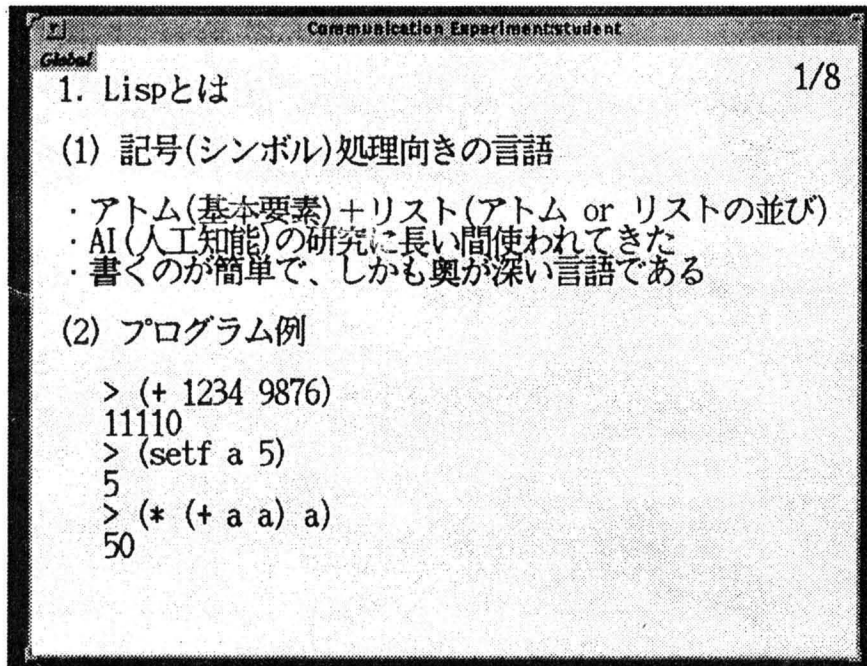 Communication Experiment:student
Global
1/8
1. Lispとは
(1) 記号(シンボル)処理向きの言語
・アトム(基本要素)+リスト(アトム or リストの並び)
・AI(人工知能)の研究に長い間使われてきた
・書くのが簡単で、しかも奥が深い言語である
(2) プログラム例
> (+ 1234 9876)
11110
> (setf a 5)
5
> (* (+ a a) a)
50